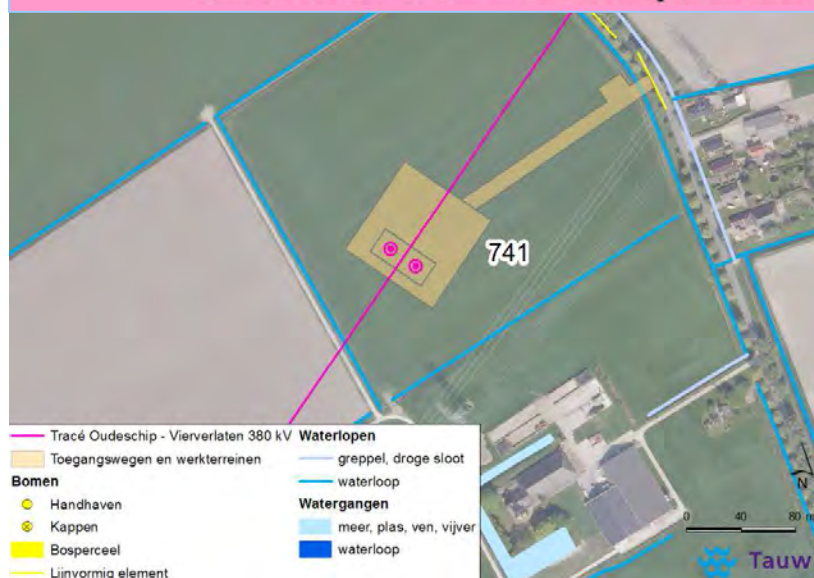 741
Tracé Oudeschip - Vierverlaten 380 kV
Toegangswegen en werkterreinen
Bomen
Handhaven
Kappen
Bosperceel
Lijnvormig element
Waterlopen
greppel, droge sloot
waterloop
Watergangen
meer, plas, ven, vijver
waterloop
N
0 40 80 m
Tauw